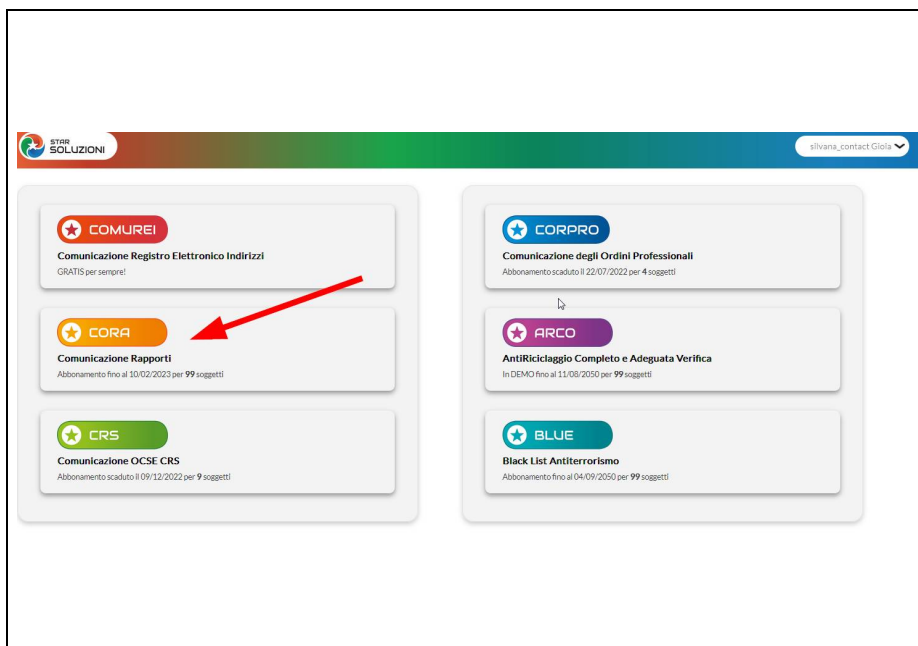 STAR
SOLUZIONI
silvana_contact Gioia
COMUREI
Comunicazione Registro Elettronico Indirizzi
GRATIS per sempre!
CORA
Comunicazione Rapporti
Abbonamento fino al 10/02/2023 per 99 soggetti
CRS
Comunicazione OCSE CRS
Abbonamento scaduto il 09/12/2022 per 9 soggetti
CORPRO
Comunicazione degli Ordini Professionali
Abbonamento scaduto il 22/07/2022 per 4 soggetti
ARCO
AntiRiciclaggio Completo e Adeguata Verifica
In DEMO fino al 11/08/2050 per 99 soggetti
BLUE
Black List Antiterrorismo
Abbonamento fino al 04/09/2050 per 99 soggetti